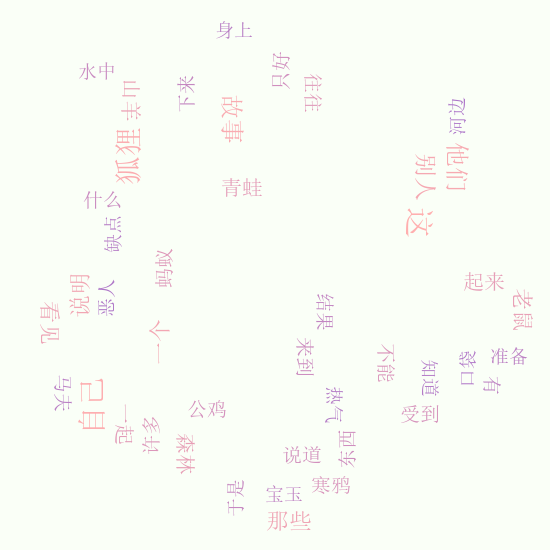 身上
只好
水中
下来
往往
山羊
故事
河边
狐狸
别人
他们
青蛙
什么
这
缺点
蚂蚁
说明
恶人
起来
看见
老鼠
结果
一个
来到
不能
准备
知道
袋口
有
马夫
自己
公鸡
热气
受到
一起
许多
森林
东西
说道
寒鸦
于是
宝玉
那些